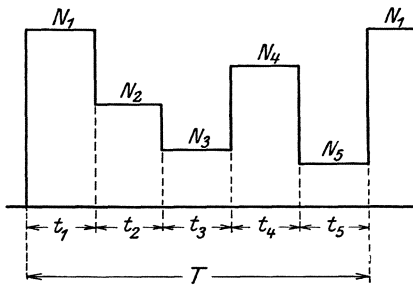 N₁ N₁
N₄
N₂
N₃
N₅
t₁ t₂ t₃ t₄ t₅
T